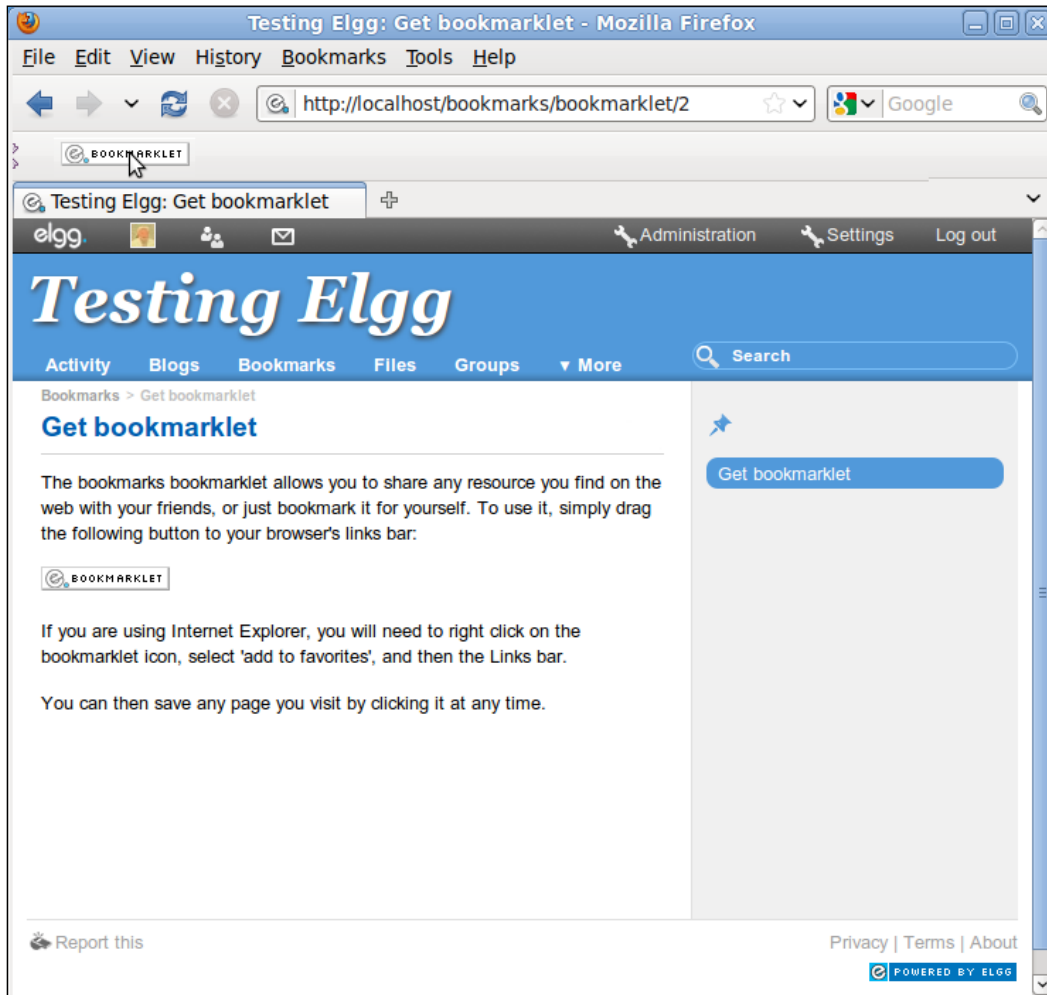 Testing Elgg: Get bookmarklet - Mozilla Firefox
File Edit View History Bookmarks Tools Help
http://localhost/bookmarks/bookmarklet/2 Google
BOOKMARKLET
Testing Elgg: Get bookmarklet
elgg. Administration Settings Log out
Testing Elgg
Activity Blogs Bookmarks Files Groups ▾ More Search
Bookmarks > Get bookmarklet
Get bookmarklet
Get bookmarklet
The bookmarks bookmarklet allows you to share any resource you find on the
web with your friends, or just bookmark it for yourself. To use it, simply drag
the following button to your browser's links bar:
BOOKMARKLET
If you are using Internet Explorer, you will need to right click on the
bookmarklet icon, select 'add to favorites', and then the Links bar.
You can then save any page you visit by clicking it at any time.
Report this Privacy | Terms | About
POWERED BY ELGG